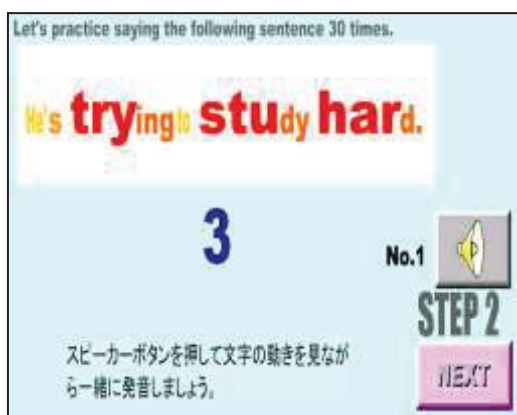 Let's practice saying the following sentence 30 times.
He's trying to study hard.
3
No.1
STEP 2
スピーカーボタンを押して文字の動きを見なが
ら一緒に発音しましょう。
NEXT